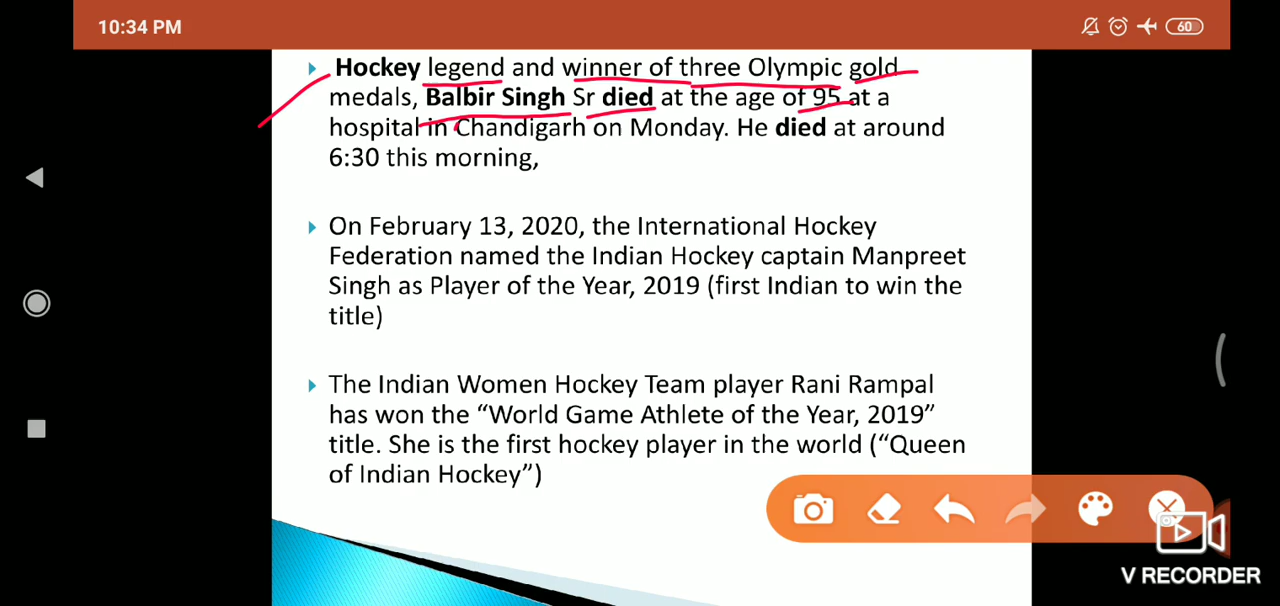 10:34 PM
60
Hockey legend and winner of three Olympic gold
medals, Balbir Singh Sr died at the age of 95 at a
hospital in Chandigarh on Monday. He died at around
6:30 this morning,
On February 13, 2020, the International Hockey
Federation named the Indian Hockey captain Manpreet
Singh as Player of the Year, 2019 (first Indian to win the
title)
The Indian Women Hockey Team player Rani Rampal
has won the “World Game Athlete of the Year, 2019”
title. She is the first hockey player in the world (“Queen
of Indian Hockey”)
V RECORDER